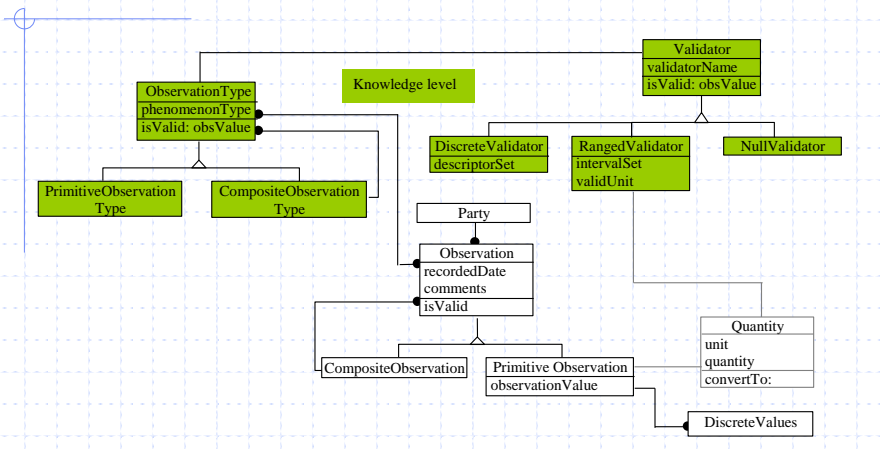 Validator
validatorName
isValid: obsValue
Knowledge level
ObservationType
phenomenonType
isValid: obsValue
DiscreteValidator
descriptorSet
RangedValidator
intervalSet
validUnit
NullValidator
PrimitiveObservation
Type
CompositeObservation
Type
Party
Observation
recordedDate
comments
isValid
Quantity
unit
quantity
convertTo:
CompositeObservation
Primitive Observation
observationValue
DiscreteValues